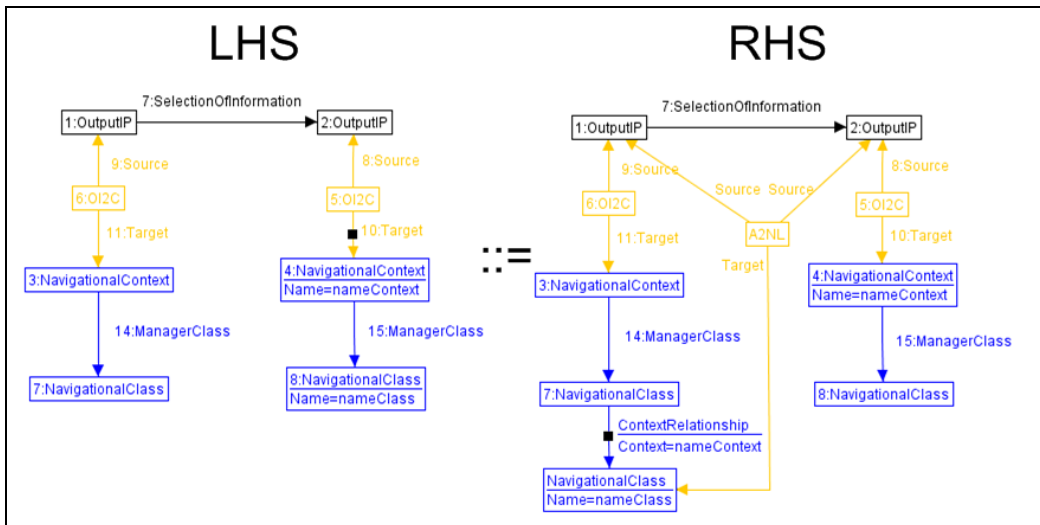 LHS
RHS
7:SelectionOfInformation
1:OutputIP
2:OutputIP
9:Source
8:Source
6:OI2C
5:OI2C
11:Target
10:Target
3:NavigationalContext
4:NavigationalContext
Name=nameContext
14:ManagerClass
15:ManagerClass
7:NavigationalClass
8:NavigationalClass
Name=nameClass
::=
7:SelectionOfInformation
1:OutputIP
2:OutputIP
9:Source
Source
Source
8:Source
6:OI2C
5:OI2C
A2NL
11:Target
10:Target
Target
3:NavigationalContext
4:NavigationalContext
Name=nameContext
14:ManagerClass
15:ManagerClass
7:NavigationalClass
8:NavigationalClass
ContextRelationship
Context=nameContext
NavigationalClass
Name=nameClass